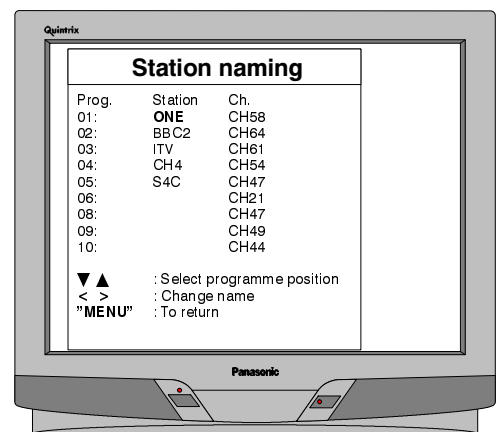 Quintrix
Station naming
Prog. Station Ch.
01: ONE CH58
02: BBC2 CH64
03: ITV CH61
04: CH4 CH54
05: S4C CH47
06: CH21
08: CH47
09: CH49
10: CH44
▼ ▲ : Select programme position
< > : Change name
"MENU" : To return
Panasonic